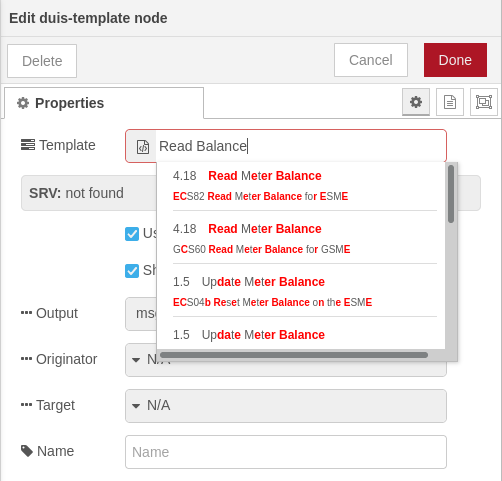 Edit duis-template node
Delete
Cancel
Done
Properties
Template
Read Balance
SRV: not found
4.18 Read Meter Balance
ECS82 Read Meter Balance for ESME
4.18 Read Meter Balance
GCS60 Read Meter Balance for GSME
1.5 Update Meter Balance
ECS04b Reset Meter Balance on the ESME
1.5 Update Meter Balance
Output
Originator
N/A
Target
N/A
Name
Name